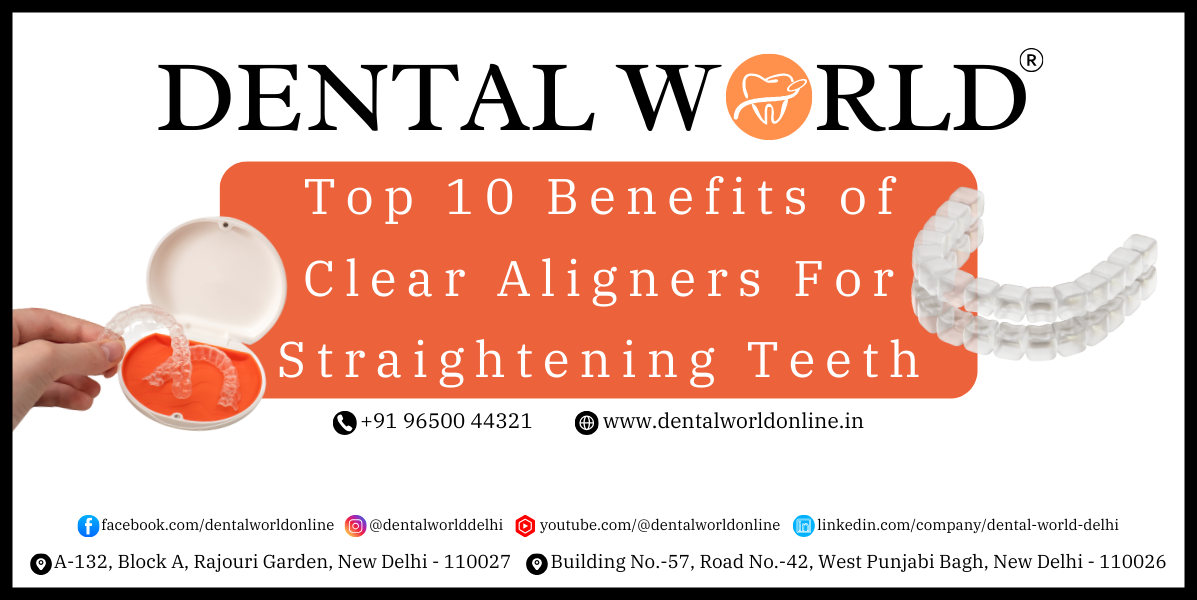 DENTAL WORLD®
Top 10 Benefits of
Clear Aligners For
Straightening Teeth
+91 96500 44321 www.dentalworldonline.in
facebook.com/dentalworldonline @dentalworlddelhi youtube.com/@dentalworldonline linkedin.com/company/dental-world-delhi
A-132, Block A, Rajouri Garden, New Delhi - 110027 Building No.-57, Road No.-42, West Punjabi Bagh, New Delhi - 110026